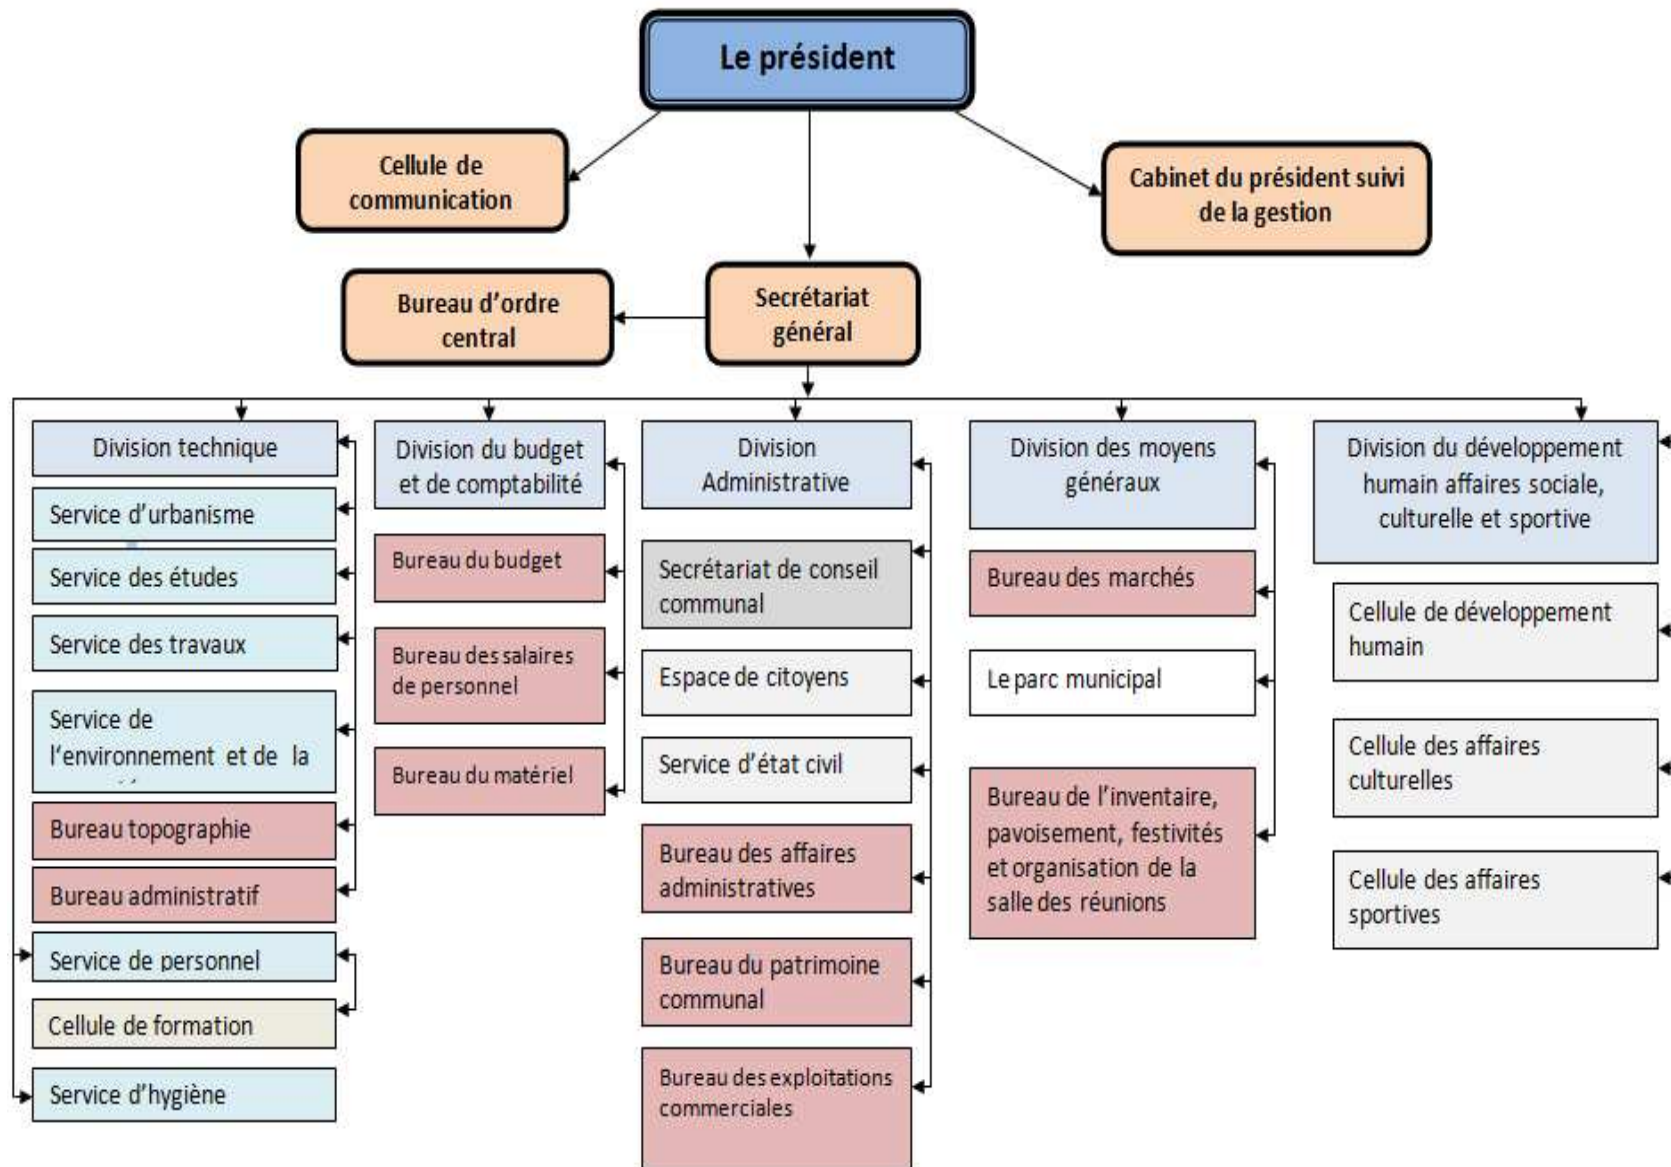 Le président
Cellule de
communication
Cabinet du président suivi
de la gestion
Bureau d'ordre
central
Secrétariat
général
Division technique
Service d'urbanisme
Service des études
Service des travaux
Service de
l'environnement et de la
Bureau topographie
Bureau administratif
Service de personnel
Cellule de formation
Service d'hygiène
Division du budget
et de comptabilité
Bureau du budget
Bureau des salaires
de personnel
Bureau du matériel
Division
Administrative
Secrétariat de conseil
communal
Espace de citoyens
Service d'état civil
Bureau des affaires
administratives
Bureau du patrimoine
communal
Bureau des exploitations
commerciales
Division des moyens
généraux
Bureau des marchés
Le parc municipal
Bureau de l'inventaire,
pavoisement, festivités
et organisation de la
salle des réunions
Division du développement
humain affaires sociale,
culturelle et sportive
Cellule de développement
humain
Cellule des affaires
culturelles
Cellule des affaires
sportives